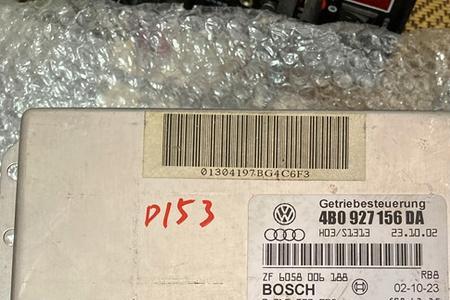 01304197BG4C6F3
D153
Getriebesteuerung
4B0 927 156 DA
H03/S1313 23.10.02
ZF 6058 006 188 RB8
BOSCH 02-10-23